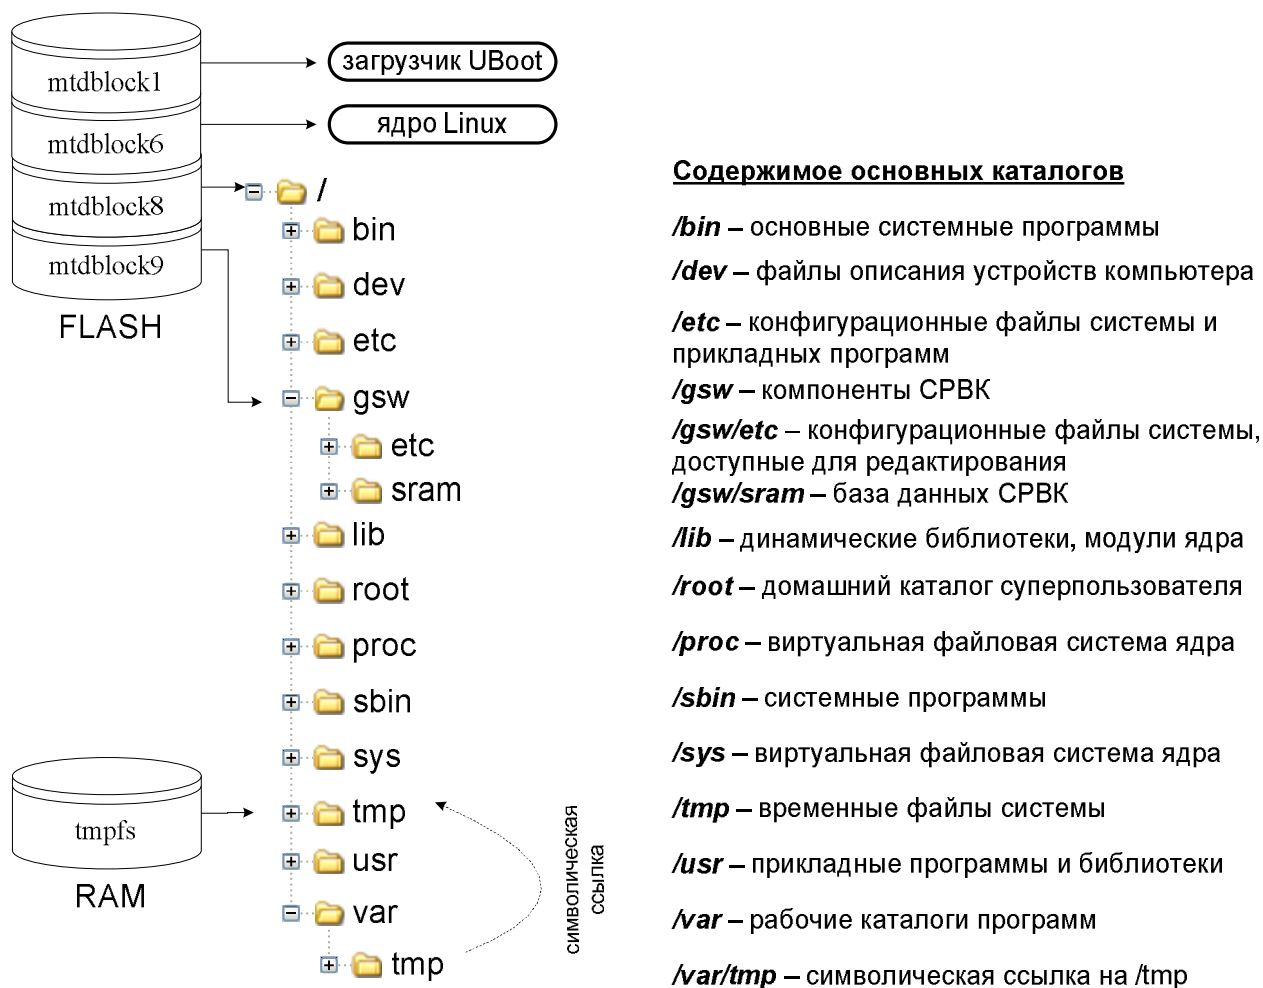 mtdblock1
mtdblock6
mtdblock8
mtdblock9
FLASH
загрузчик UBoot
ядро Linux
/
bin
dev
etc
gsw
etc
sram
lib
root
proc
sbin
sys
tmp
usr
var
tmp
tmpfs
RAM
символическая
ссылка
Содержимое основных каталогов
/bin – основные системные программы
/dev – файлы описания устройств компьютера
/etc – конфигурационные файлы системы и
прикладных программ
/gsw – компоненты СРВК
/gsw/etc – конфигурационные файлы системы,
доступные для редактирования
/gsw/sram – база данных СРВК
/lib – динамические библиотеки, модули ядра
/root – домашний каталог суперпользователя
/proc – виртуальная файловая система ядра
/sbin – системные программы
/sys – виртуальная файловая система ядра
/tmp – временные файлы системы
/usr – прикладные программы и библиотеки
/var – рабочие каталоги программ
/var/tmp – символическая ссылка на /tmp